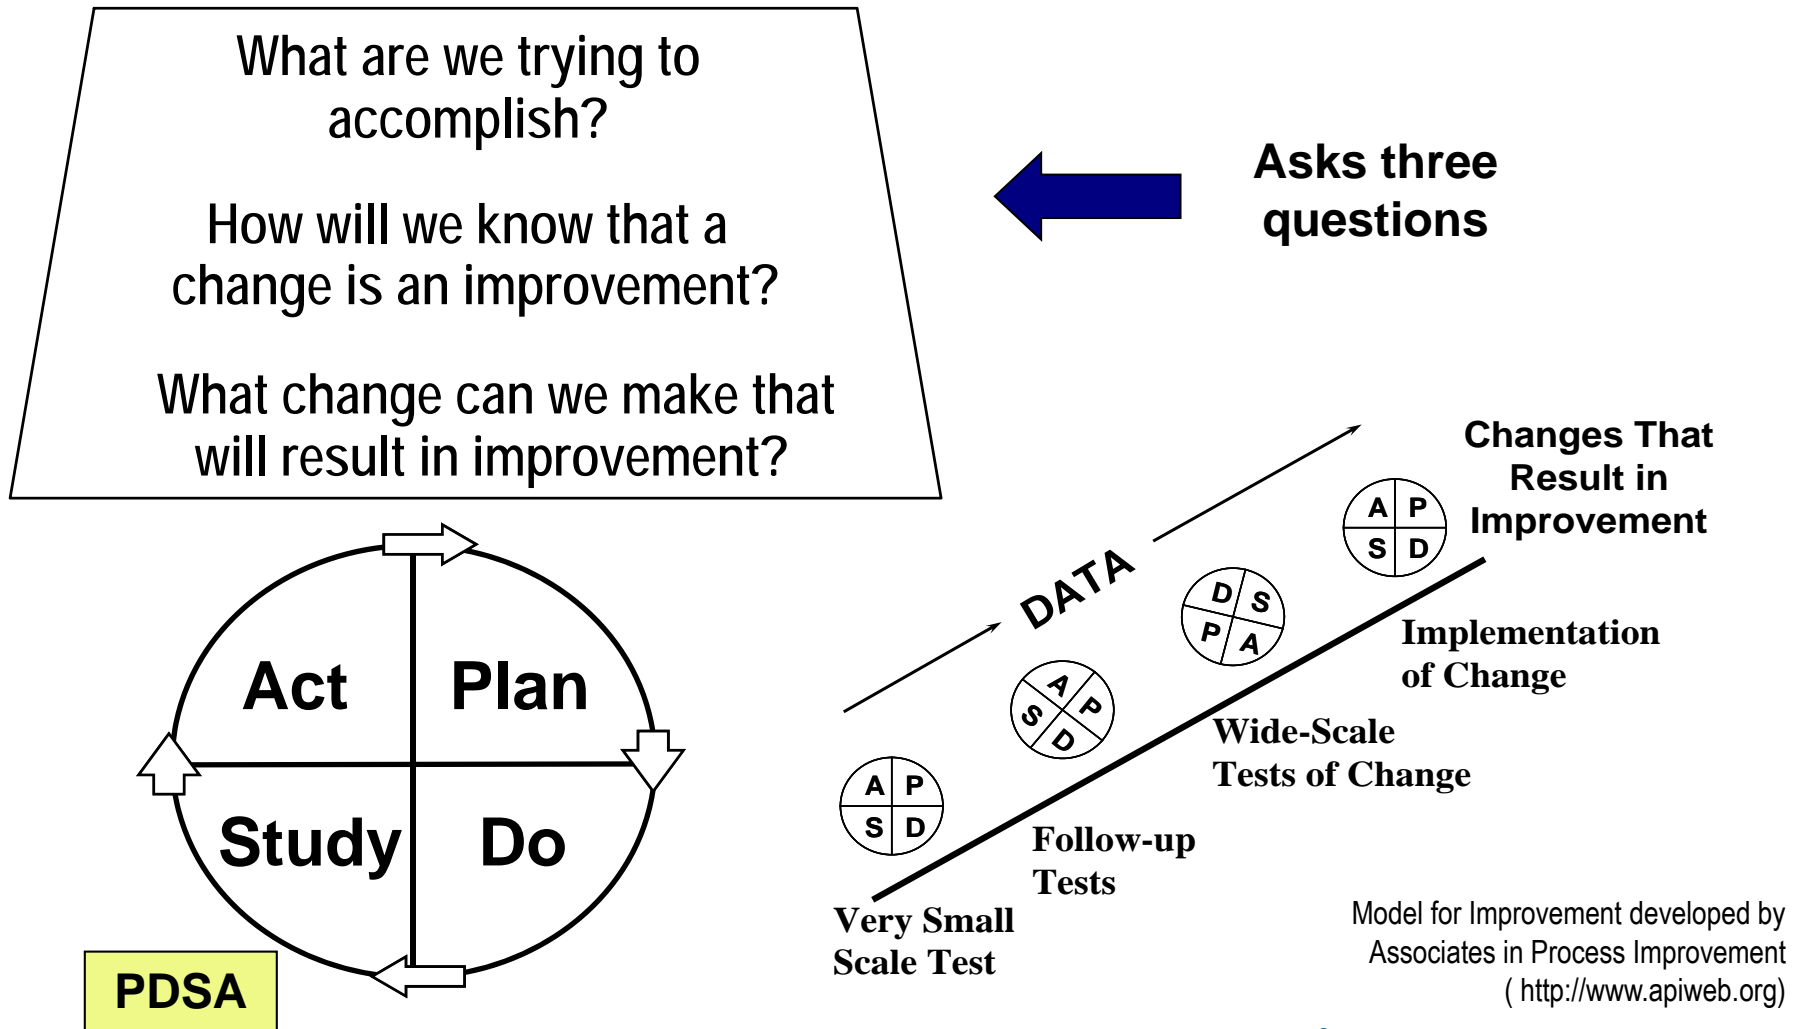 What are we trying to
accomplish?
How will we know that a
change is an improvement?
What change can we make that
will result in improvement?
Asks three
questions
Act
Plan
Study
Do
PDSA
DATA
Changes That
Result in
Improvement
A P
S D
D S
P A
A P
S D
A P
S D
Implementation
of Change
Wide-Scale
Tests of Change
Follow-up
Tests
Very Small
Scale Test
Model for Improvement developed by
Associates in Process Improvement
( http://www.apiweb.org)